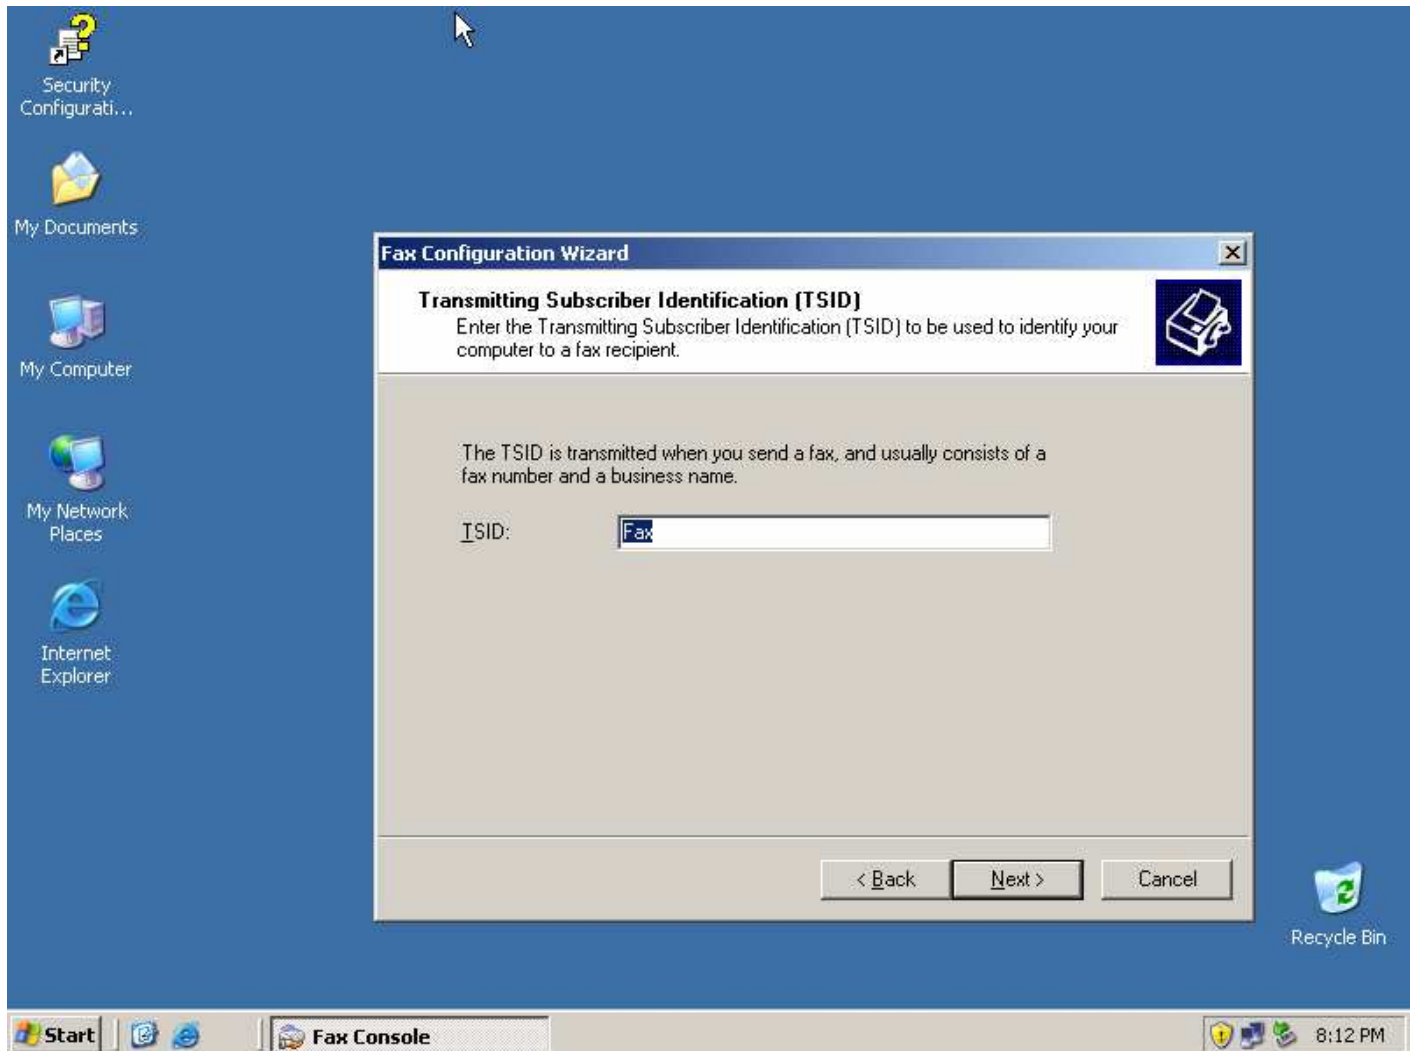 Security
Configurati...
My Documents
My Computer
My Network
Places
Internet
Explorer
Fax Configuration Wizard
Transmitting Subscriber Identification (TSID)
Enter the Transmitting Subscriber Identification (TSID) to be used to identify your
computer to a fax recipient.
The TSID is transmitted when you send a fax, and usually consists of a
fax number and a business name.
TSID:
Fax
< Back
Next >
Cancel
Recycle Bin
Start
Fax Console
8:12 PM